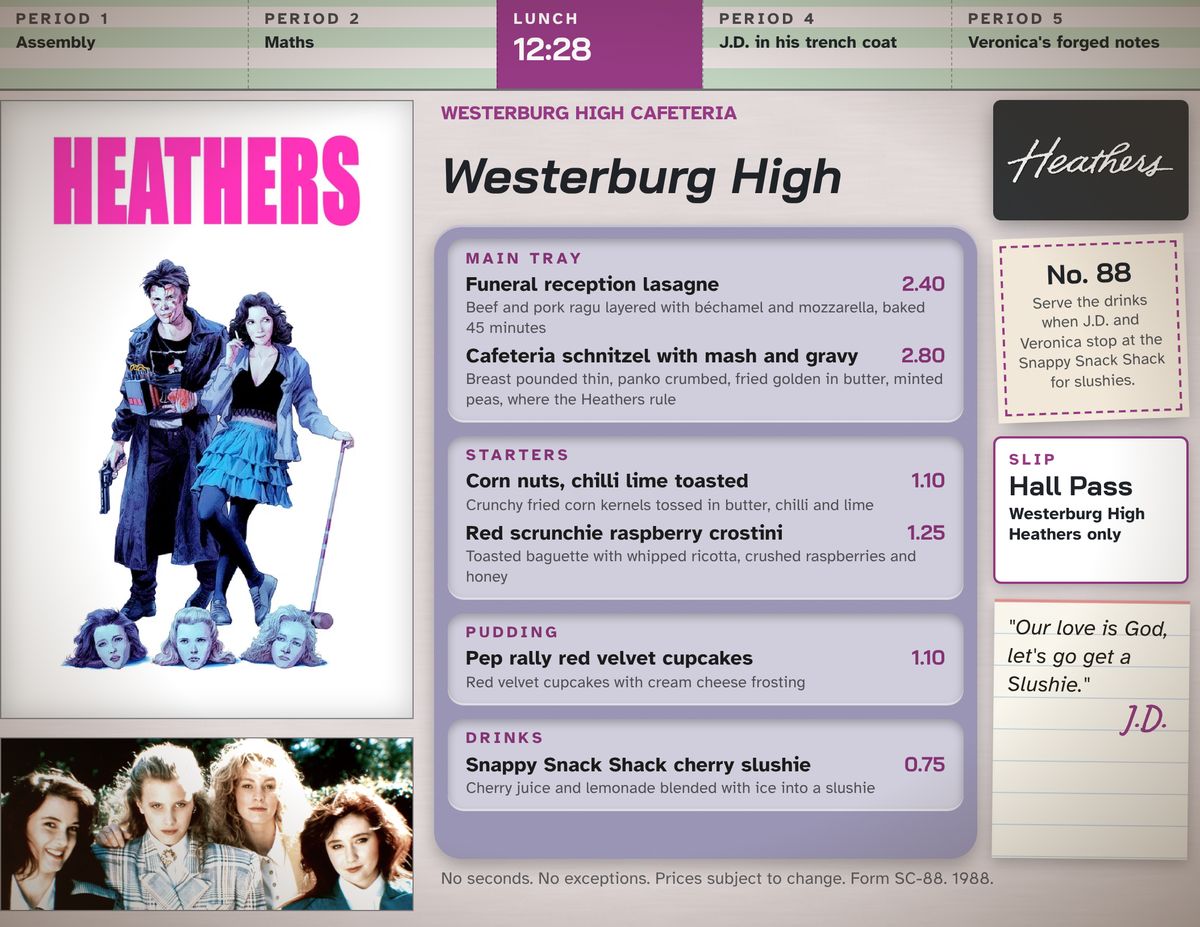 PERIOD 1
Assembly
PERIOD 2
Maths
LUNCH
12:28
PERIOD 4
J.D. in his trench coat
PERIOD 5
Veronica's forged notes
HEATHERS
WESTERBURG HIGH CAFETERIA
Westerburg High
MAIN TRAY
Funeral reception lasagne 2.40
Beef and pork ragu layered with béchamel and mozzarella, baked
45 minutes
Cafeteria schnitzel with mash and gravy 2.80
Breast pounded thin, panko crumbed, fried golden in butter, minted
peas, where the Heathers rule
STARTERS
Corn nuts, chilli lime toasted 1.10
Crunchy fried corn kernels tossed in butter, chilli and lime
Red scrunchie raspberry crostini 1.25
Toasted baguette with whipped ricotta, crushed raspberries and
honey
PUDDING
Pep rally red velvet cupcakes 1.10
Red velvet cupcakes with cream cheese frosting
DRINKS
Snappy Snack Shack cherry slushie 0.75
Cherry juice and lemonade blended with ice into a slushie
No seconds. No exceptions. Prices subject to change. Form SC-88. 1988.
Heathers
No. 88
Serve the drinks
when J.D. and
Veronica stop at the
Snappy Snack Shack
for slushies.
SLIP
Hall Pass
Westerburg High
Heathers only
"Our love is God,
let's go get a
Slushie."
J.D.